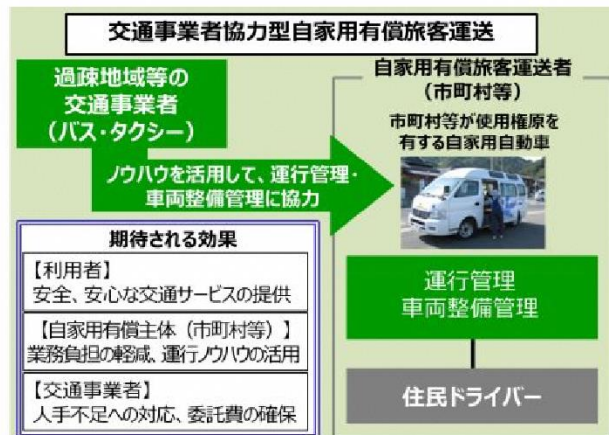 交通事業者協力型自家用有償旅客運送
過疎地域等の
交通事業者
（バス・タクシー）
ノウハウを活用して、運行管理・
車両整備管理に協力
自家用有償旅客運送者
（市町村等）
市町村等が使用権原を
有する自家用自動車
運行管理
車両整備管理
住民ドライバー
期待される効果
【利用者】
安全、安心な交通サービスの提供
【自家用有償主体（市町村等）】
業務負担の軽減、運行ノウハウの活用
【交通事業者】
人手不足への対応、委託費の確保